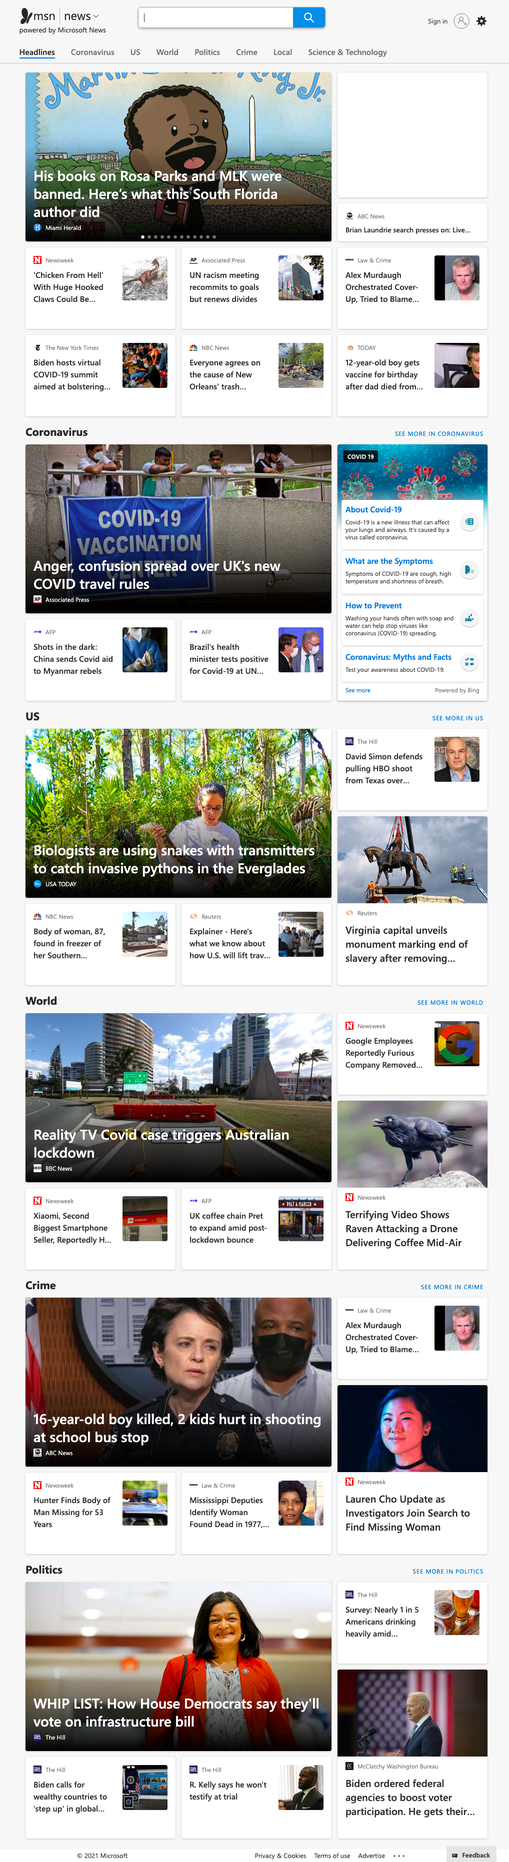 msn | news
powered by Microsoft News
Sign in
Headlines Coronavirus US World Politics Crime Local Science & Technology
His books on Rosa Parks and MLK were
banned. Here's what this South Florida
author did
Miami Herald
ABC News
Brian Laundrie search presses on: Live...
Newsweek
'Chicken From Hell'
With Huge Hooked
Claws Could Be...
Associated Press
UN racism meeting
recommits to goals
but renews divides
Law & Crime
Alex Murdaugh
Orchestrated Cover-
Up, Tried to Blame...
The New York Times
Biden hosts virtual
COVID-19 summit
aimed at bolstering...
NBC News
Everyone agrees on
the cause of New
Orleans' trash...
TODAY
12-year-old boy gets
vaccine for birthday
after dad died from...
Coronavirus
SEE MORE IN CORONAVIRUS
COVID-19
VACCINATION
CENTER
Anger, confusion spread over UK's new
COVID travel rules
Associated Press
COVID 19
About Covid-19
Covid-19 is a new illness that can affect
your lungs and airways. It's caused by a
virus called coronavirus.
What are the Symptoms
Symptoms of COVID-19 are cough, high
temperature and shortness of breath.
How to Prevent
Washing your hands often with soap and
water can help stop viruses like
coronavirus (COVID-19) spreading.
Coronavirus: Myths and Facts
Test your awareness about COVID-19.
See more
Powered by Bing
AFP
Shots in the dark:
China sends Covid aid
to Myanmar rebels
AFP
Brazil's health
minister tests positive
for Covid-19 at UN...
US
SEE MORE IN US
Biologists are using snakes with transmitters
to catch invasive pythons in the Everglades
USA TODAY
The Hill
David Simon defends
pulling HBO shoot
from Texas over...
NBC News
Body of woman, 87,
found in freezer of
her Southern...
Reuters
Explainer - Here's
what we know about
how U.S. will lift trav...
Reuters
Virginia capital unveils
monument marking end of
slavery after removing...
World
SEE MORE IN WORLD
Reality TV Covid case triggers Australian
lockdown
BBC News
Newsweek
Google Employees
Reportedly Furious
Company Removed...
Newsweek
Xiaomi, Second
Biggest Smartphone
Seller, Reportedly H...
AFP
UK coffee chain Pret
to expand amid post-
lockdown bounce
PRET A MANGER
Newsweek
Terrifying Video Shows
Raven Attacking a Drone
Delivering Coffee Mid-Air
Crime
SEE MORE IN CRIME
16-year-old boy killed, 2 kids hurt in shooting
at school bus stop
ABC News
Law & Crime
Alex Murdaugh
Orchestrated Cover-
Up, Tried to Blame...
Newsweek
Hunter Finds Body of
Man Missing for 53
Years
Law & Crime
Mississippi Deputies
Identify Woman
Found Dead in 1977,...
Newsweek
Lauren Cho Update as
Investigators Join Search to
Find Missing Woman
Politics
SEE MORE IN POLITICS
WHIP LIST: How House Democrats say they'll
vote on infrastructure bill
The Hill
The Hill
Survey: Nearly 1 in 5
Americans drinking
heavily amid...
The Hill
Biden calls for
wealthy countries to
'step up' in global...
The Hill
R. Kelly says he won't
testify at trial
McClatchy Washington Bureau
Biden ordered federal
agencies to boost voter
participation. He gets their...
© 2021 Microsoft
Privacy & Cookies Terms of use Advertise
Feedback